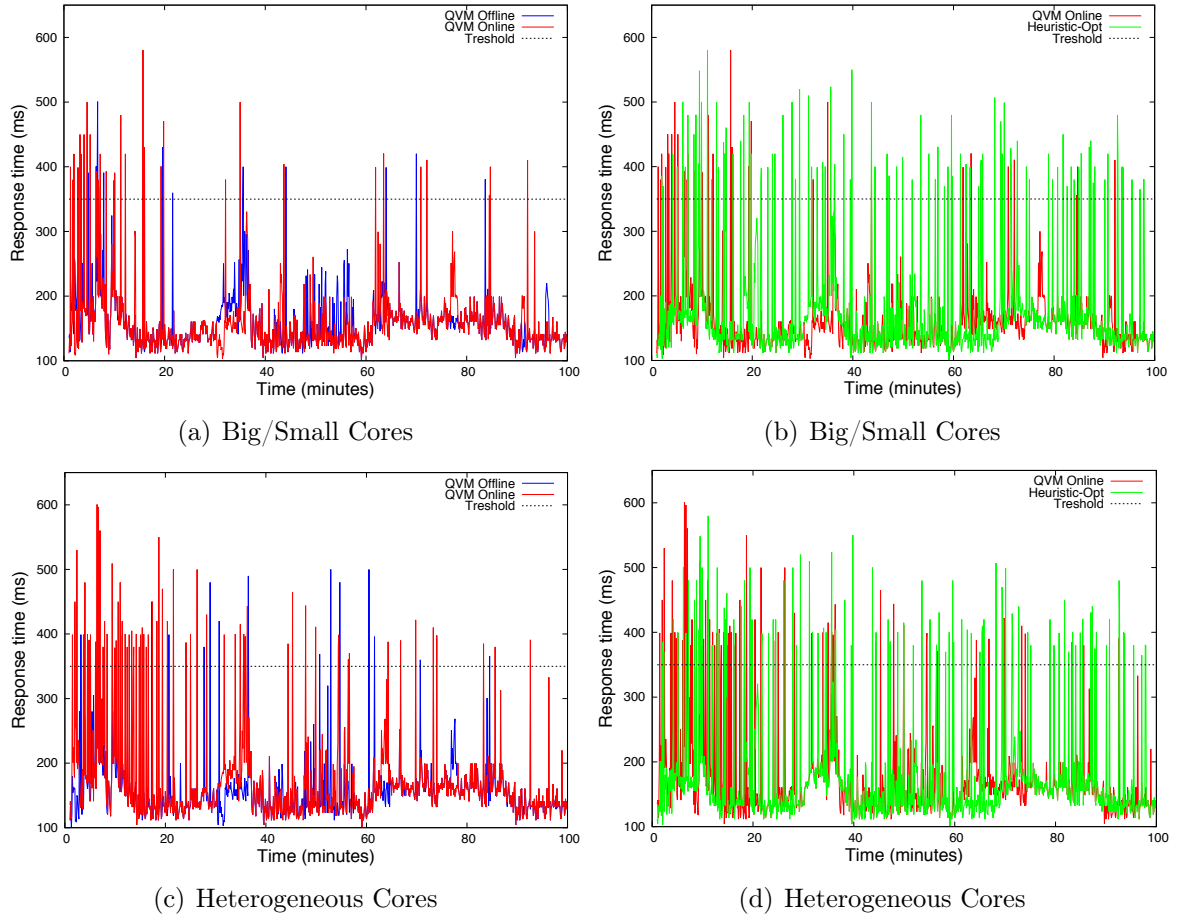 QVM Offline
QVM Online
Treshold
600
500
400
300
200
100
Response time (ms)
0
20
40
60
80
100
Time (minutes)
(a) Big/Small Cores
QVM Online
Heuristic-Opt
Treshold
600
500
400
300
200
100
Response time (ms)
0
20
40
60
80
100
Time (minutes)
(b) Big/Small Cores
QVM Offline
QVM Online
Treshold
600
500
400
300
200
100
Response time (ms)
0
20
40
60
80
100
Time (minutes)
(c) Heterogeneous Cores
QVM Online
Heuristic-Opt
Treshold
600
500
400
300
200
100
Response time (ms)
0
20
40
60
80
100
Time (minutes)
(d) Heterogeneous Cores